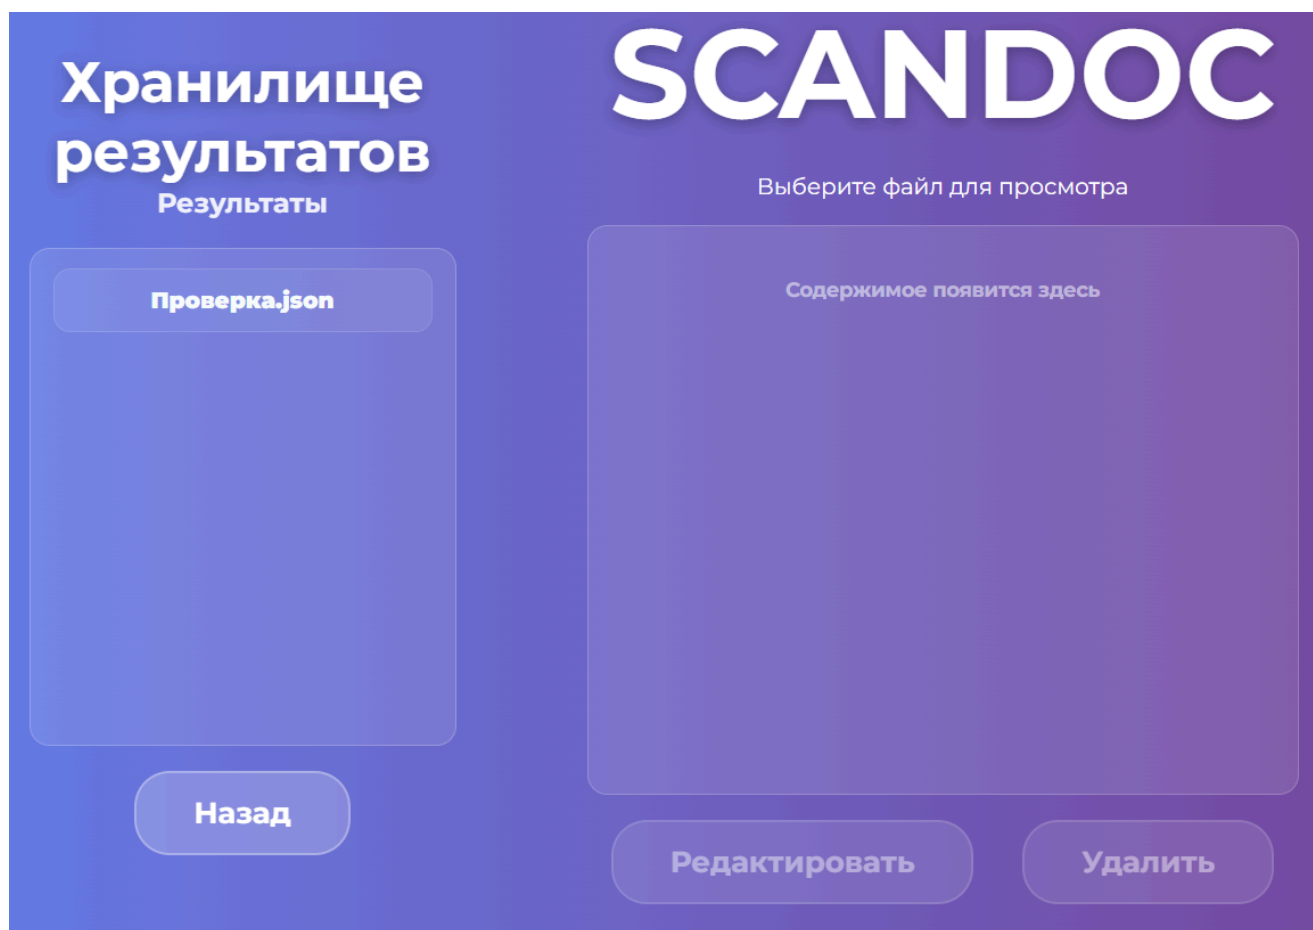 Хранилище
результатов
Результаты
Проверка.json
Назад
SCANDOC
Выберите файл для просмотра
Содержимое появится здесь
Редактировать
Удалить